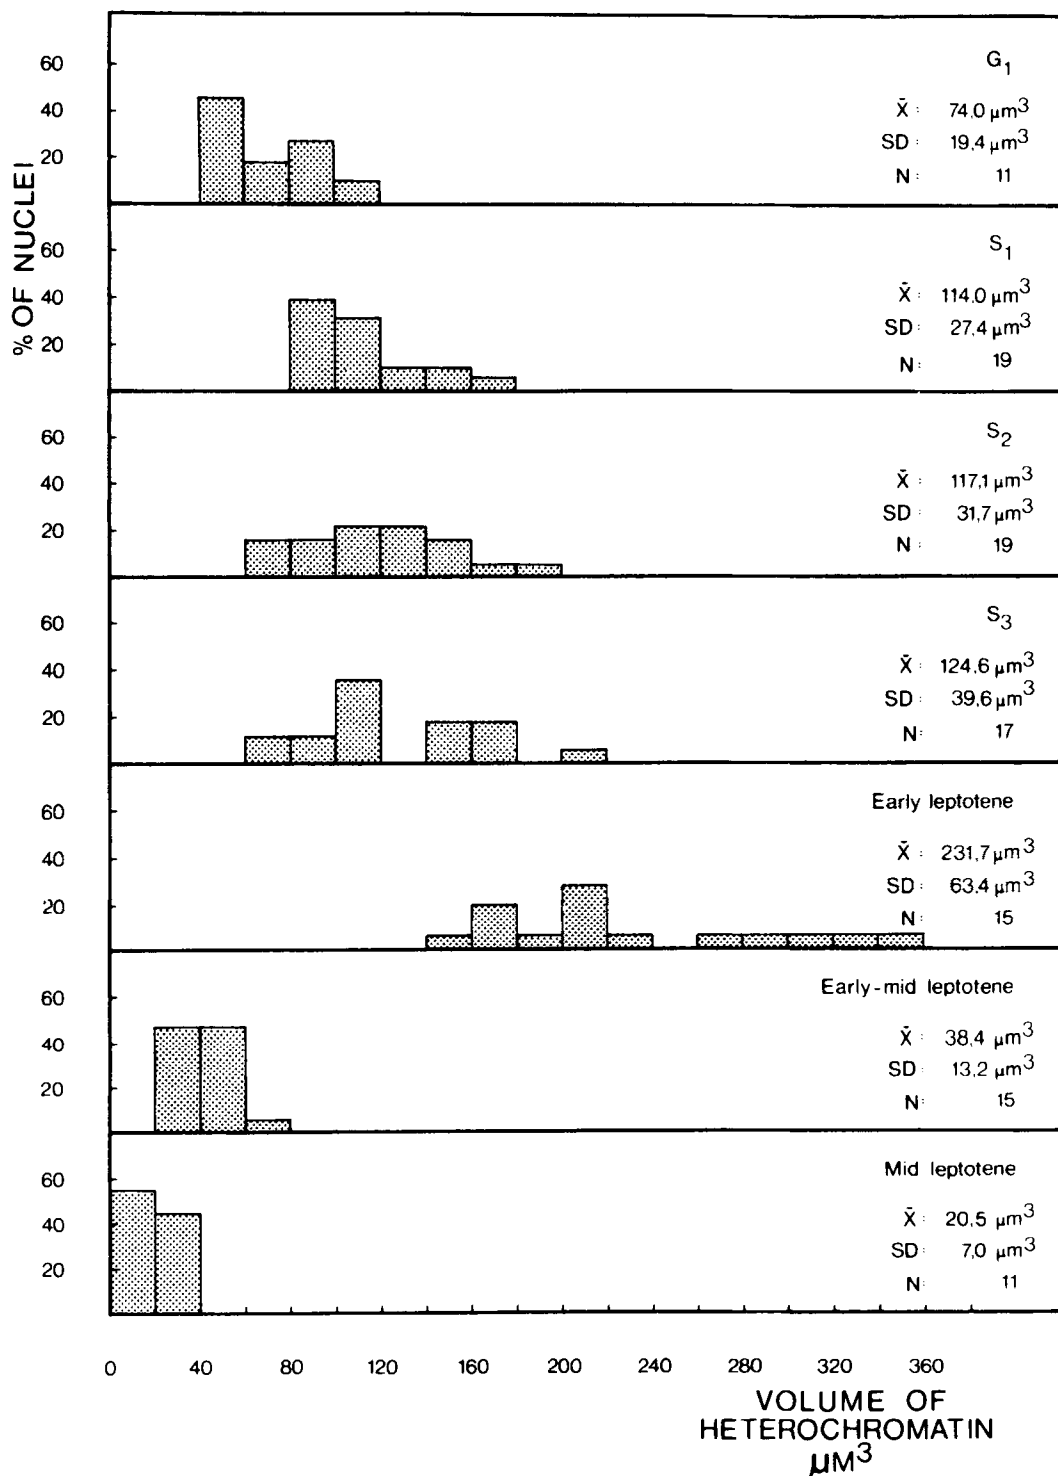 % OF NUCLEI
60
40
20
G1
X̄ : 74.0 µm³
SD : 19.4 µm³
N : 11
60
40
20
S1
X̄ : 114.0 µm³
SD : 27.4 µm³
N : 19
60
40
20
S2
X̄ : 117.1 µm³
SD : 31.7 µm³
N : 19
60
40
20
S3
X̄ : 124.6 µm³
SD : 39.6 µm³
N : 17
60
40
20
Early leptotene
X̄ : 231.7 µm³
SD : 63.4 µm³
N : 15
60
40
20
Early-mid leptotene
X̄ : 38.4 µm³
SD : 13.2 µm³
N : 15
60
40
20
Mid leptotene
X̄ : 20.5 µm³
SD : 7.0 µm³
N : 11
0 40 80 120 160 200 240 280 320 360
VOLUME OF
HETEROCHROMATIN
µM³